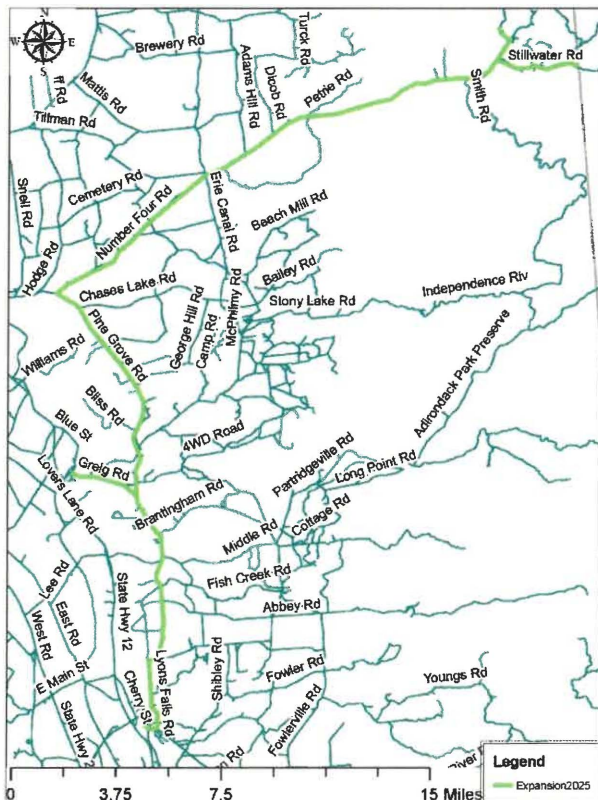 N
W E
S
Brewery Rd
Turck Rd
Adams Hill Rd
Dicob Rd
Stillwater Rd
ff Rd
Mattis Rd
Petrie Rd
Smith Rd
Tillman Rd
Snell Rd
Cemetery Rd
Number Four Rd
Erie Canal Rd
Beach Mill Rd
Hodge Rd
Bailey Rd
Chases Lake Rd
McPhilmy Rd
Stony Lake Rd
Independence Riv
George Hill Rd
Camp Rd
Pine Grove Rd
Williams Rd
Adirondack Park Preserve
Bliss Rd
Blue St
4WD Road
Greig Rd
Partridgeville Rd
Long Point Rd
Lovers Lane Rd
Brantingham Rd
Cottage Rd
Middle Rd
Lee Rd
State Hwy 12
Fish Creek Rd
Abbey Rd
East Rd
West Rd
Lyons Falls Rd
Shibley Rd
Fowler Rd
E Main St
Youngs Rd
Cherry St
Fowlerville Rd
State Hwy
n Rd
Legend
Expansion2025
0 3.75 7.5 15 Miles